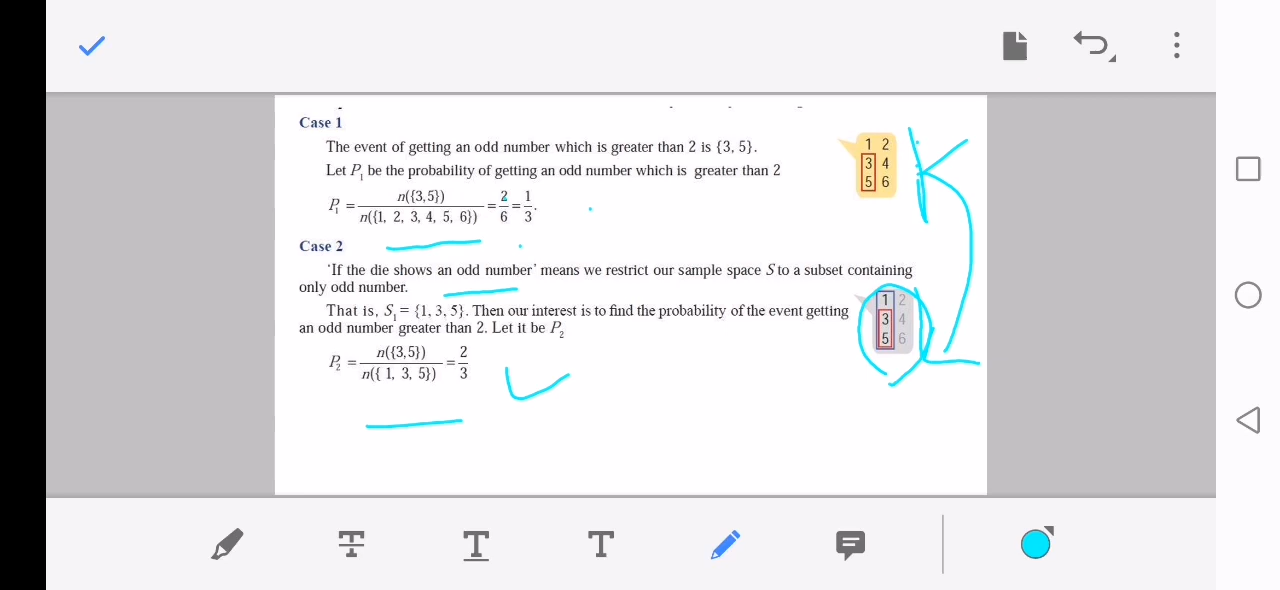 Case 1
The event of getting an odd number which is greater than 2 is {3, 5}.
Let P₁ be the probability of getting an odd number which is greater than 2
P₁ = n({3,5}) / n({1, 2, 3, 4, 5, 6}) = 2/6 = 1/3.
1 2
3 4
5 6
Case 2
‘If the die shows an odd number’ means we restrict our sample space S to a subset containing
only odd number.
That is, S₁ = {1, 3, 5}. Then our interest is to find the probability of the event getting
an odd number greater than 2. Let it be P₂
P₂ = n({3,5}) / n({ 1, 3, 5}) = 2/3
1 2
3 4
5 6
T
T
T